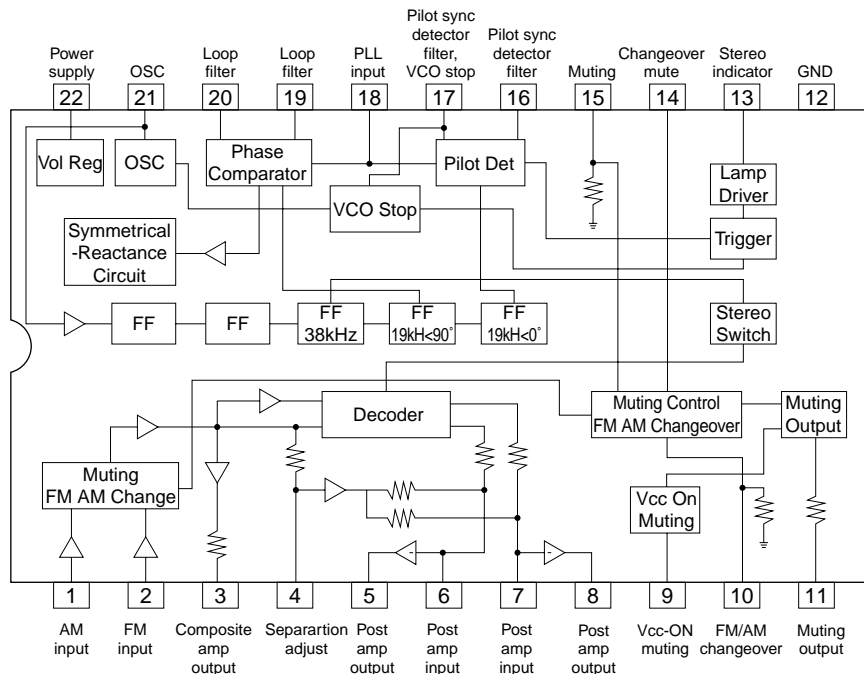 Power
supply
OSC
Loop
filter
Loop
filter
PLL
input
Pilot sync
detector
filter,
VCO stop
Pilot sync
detector
filter
Muting
Changeover
mute
Stereo
indicator
GND
22
21
20
19
18
17
16
15
14
13
12
Vol Reg
OSC
Phase
Comparator
Pilot Det
Lamp
Driver
VCO Stop
Trigger
Symmetrical
-Reactance
Circuit
FF
FF
FF
38kHz
FF
19kH<90˚
FF
19kH<0˚
Stereo
Switch
Decoder
Muting Control
FM AM Changeover
Muting
Output
Muting
FM AM Change
Vcc On
Muting
-
-
1
2
3
4
5
6
7
8
9
10
11
AM
input
FM
input
Composite
amp
output
Separartion
adjust
Post
amp
output
Post
amp
input
Post
amp
input
Post
amp
output
Vcc-ON
muting
FM/AM
changeover
Muting
output